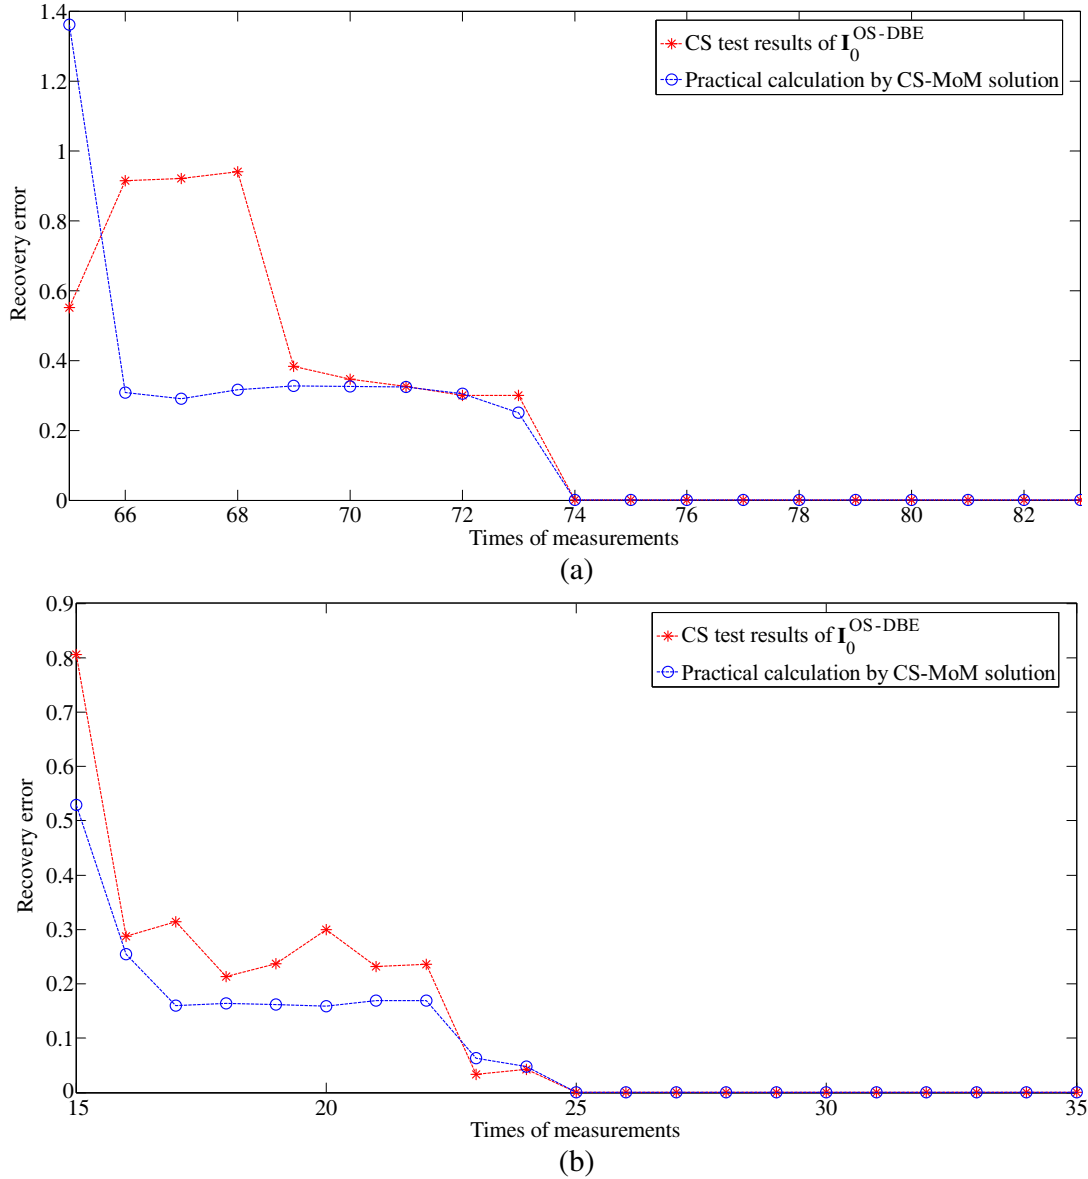 1.4
1.2
1
0.8
0.6
0.4
0.2
0
Recovery error
CS test results of I₀^OS-DBE
Practical calculation by CS-MoM solution
66 68 70 72 74 76 78 80 82
Times of measurements
(a)
0.9
0.8
0.7
0.6
0.5
0.4
0.3
0.2
0.1
0
Recovery error
CS test results of I₀^OS-DBE
Practical calculation by CS-MoM solution
15 20 25 30 35
Times of measurements
(b)